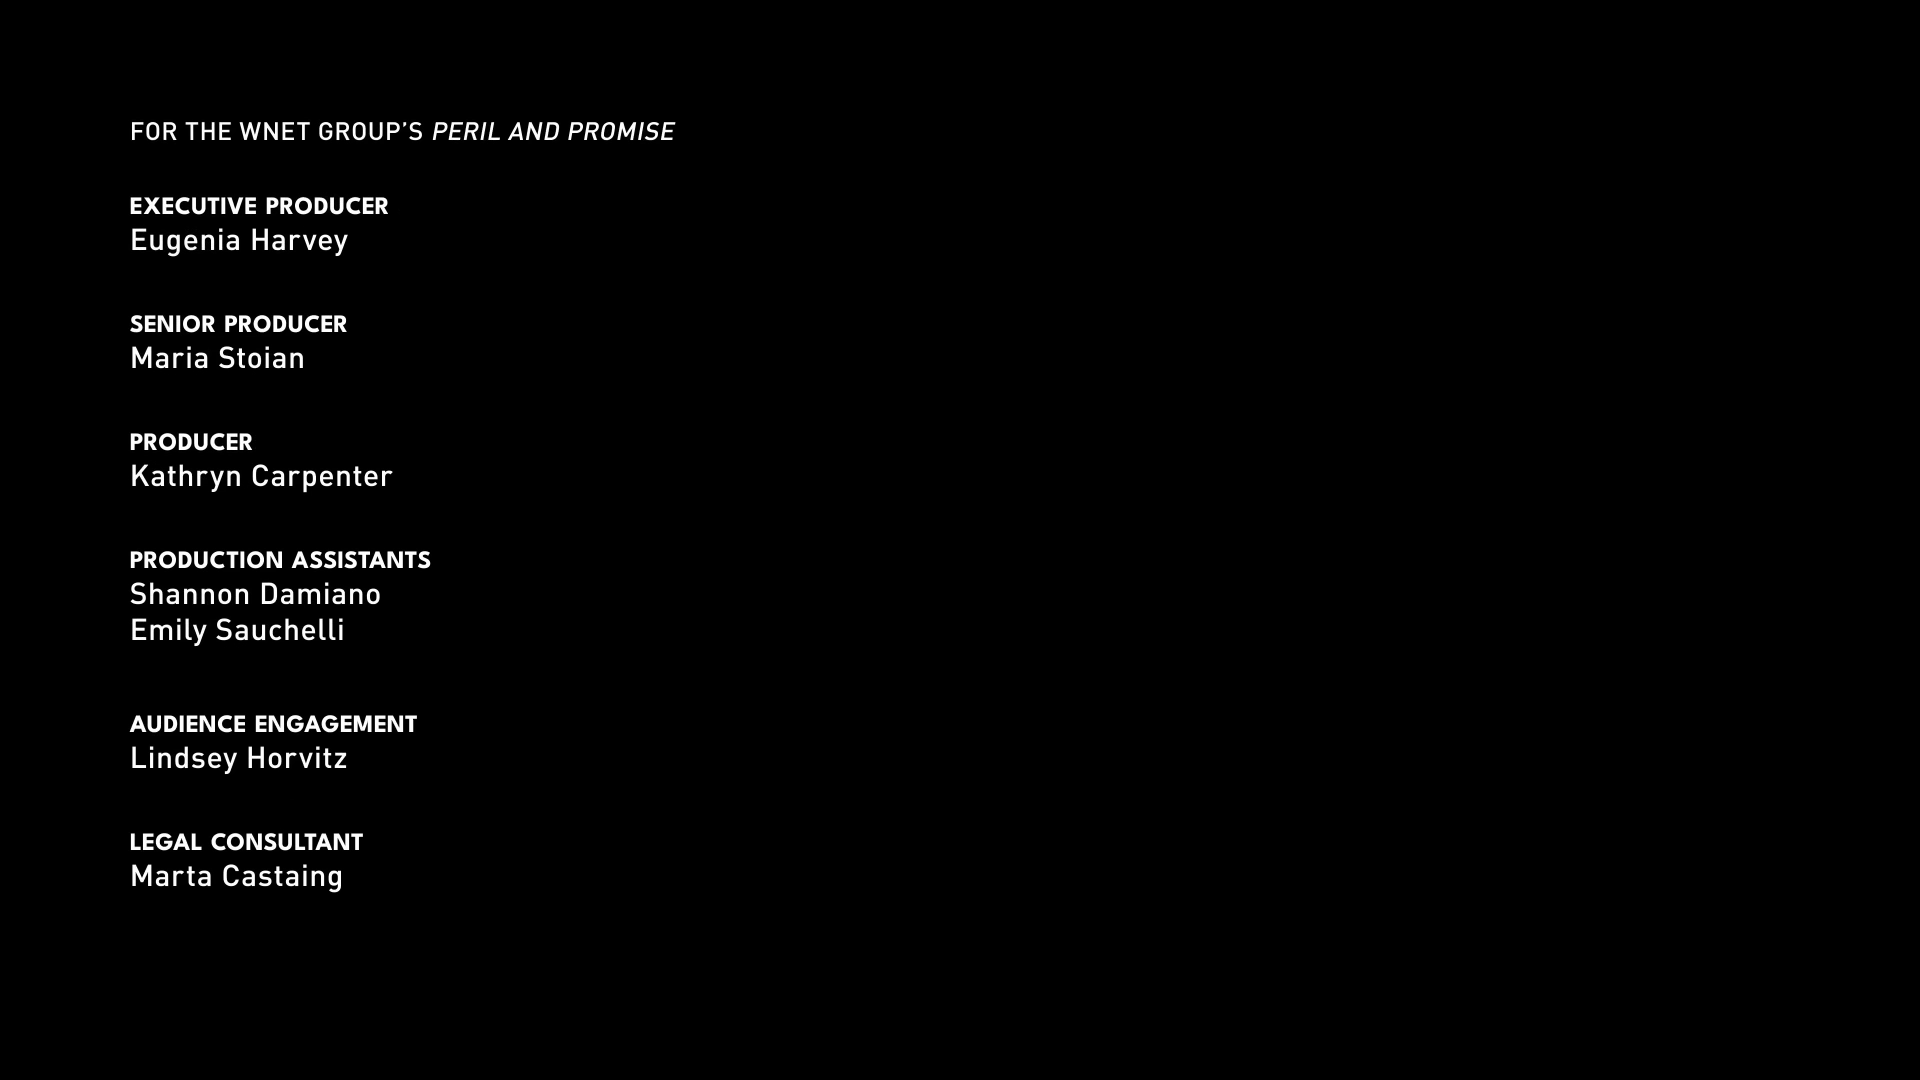 FOR THE WNET GROUP’S PERIL AND PROMISE
EXECUTIVE PRODUCER
Eugenia Harvey
SENIOR PRODUCER
Maria Stoian
PRODUCER
Kathryn Carpenter
PRODUCTION ASSISTANTS
Shannon Damiano
Emily Sauchelli
AUDIENCE ENGAGEMENT
Lindsey Horvitz
LEGAL CONSULTANT
Marta Castaing